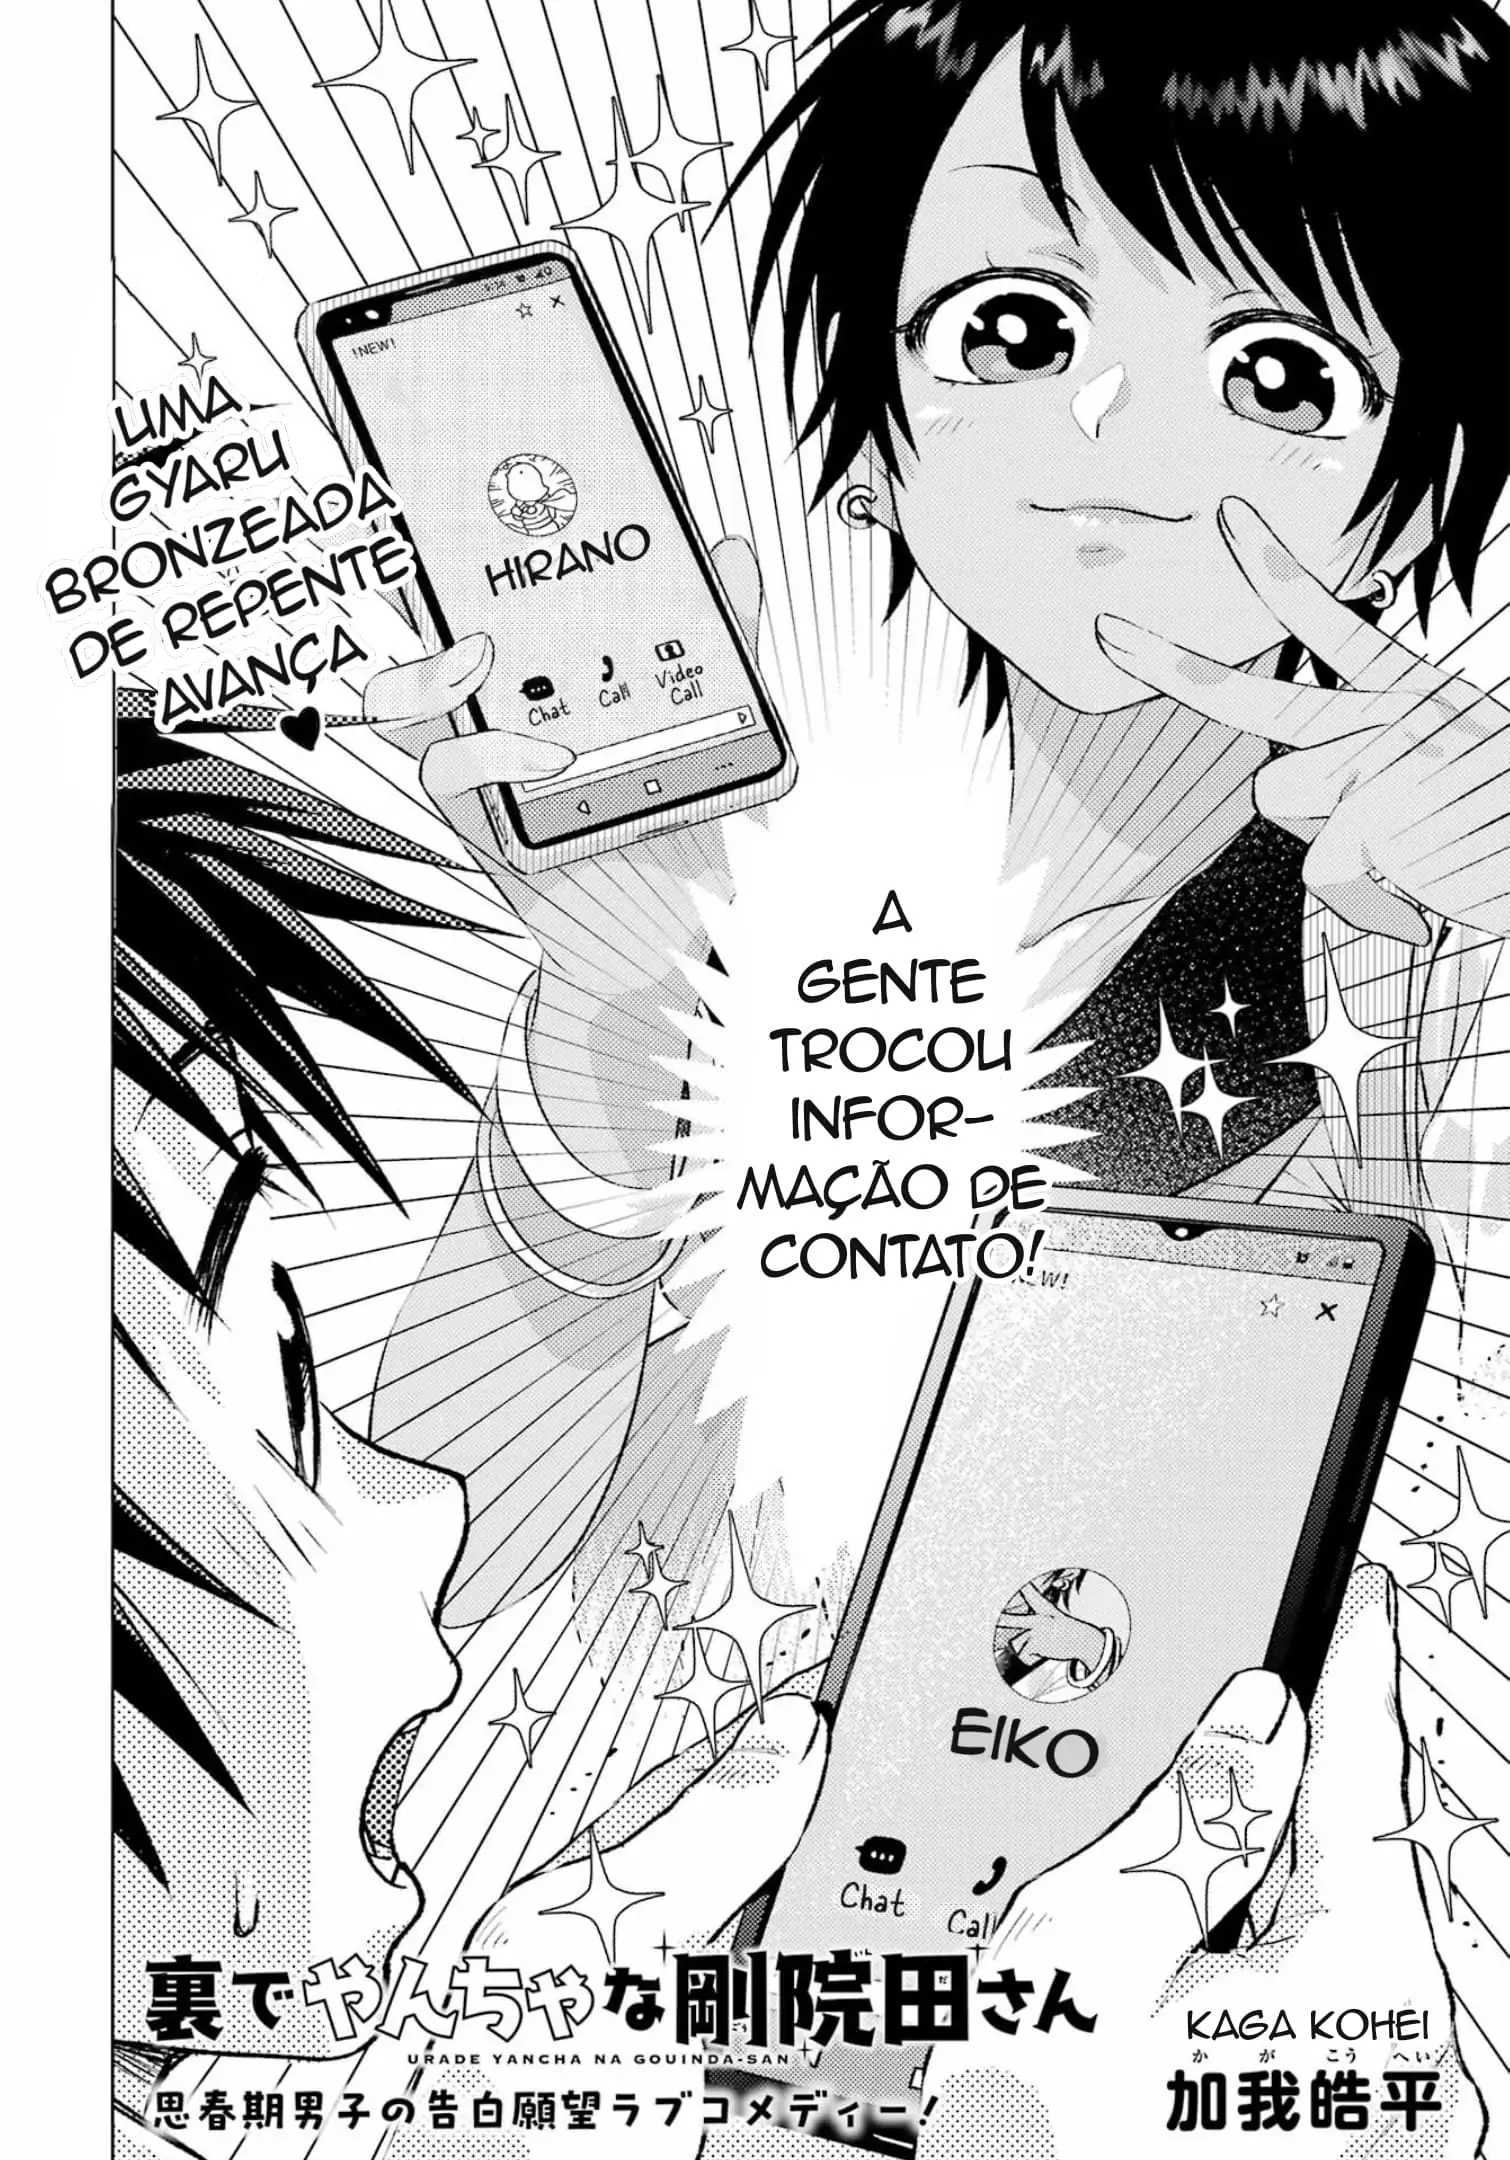 !NEW!
HIRANO
Chat
Call
Video
Call
UMA
GYARU
BRONZEADA
DE REPENTE
AVANÇA
♥
A
GENTE
TROCOU
INFOR-
MAÇÃO DE
CONTATO!
NEW!
EIKO
Chat
Call
裏でやんちゃな剛院田さん
URADE YANCHA NA GOUINDA-SAN
思春期男子の告白願望ラブコメディー!
KAGA KOHEI
かがこうへい
加我皓平